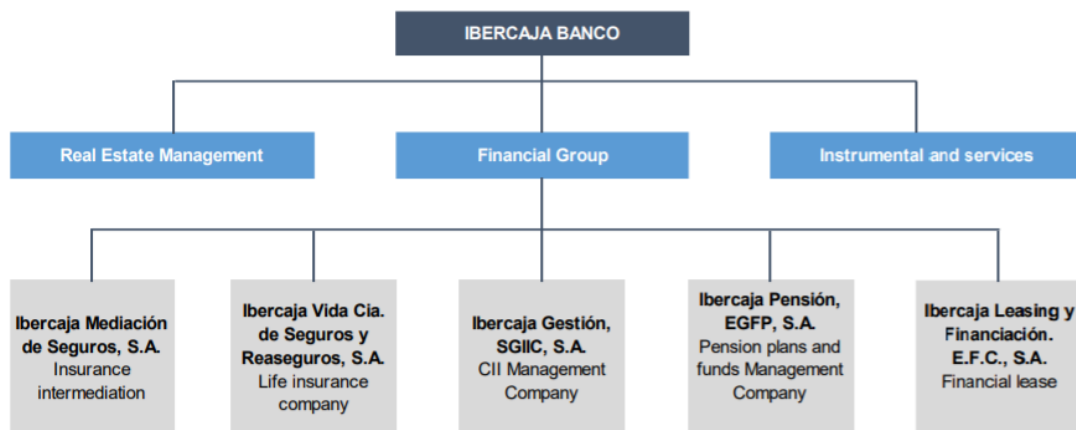 IBERCAJA BANCO
Real Estate Management
Financial Group
Instrumental and services
Ibercaja Mediación
de Seguros, S.A.
Insurance
intermediation
Ibercaja Vida Cia.
de Seguros y
Reaseguros, S.A.
Life insurance
company
Ibercaja Gestión,
SGIIC, S.A.
CII Management
Company
Ibercaja Pensión,
EGFP, S.A.
Pension plans and
funds Management
Company
Ibercaja Leasing y
Financiación.
E.F.C., S.A.
Financial lease